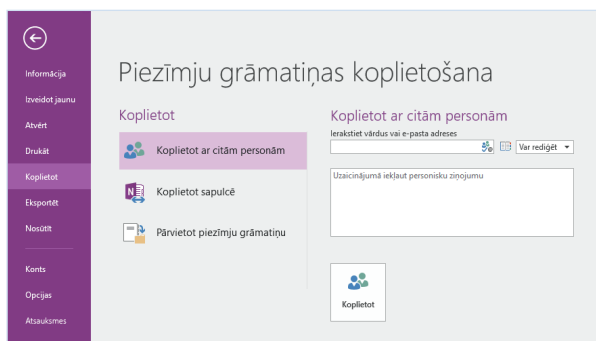 Informācija
Izveidot jaunu
Atvērt
Drukāt
Koplietot
Eksportēt
Nosūtīt
Konts
Opcijas
Atsauksmes
Piezīmju grāmatiņas koplietošana
Koplietot
Koplietot ar citām personām
Koplietot sapulcē
Pārvietot piezīmju grāmatiņu
Koplietot ar citām personām
Ierakstiet vārdus vai e-pasta adreses
Var rediģēt
Uzaicinājumā iekļaut personisku ziņojumu
Koplietot